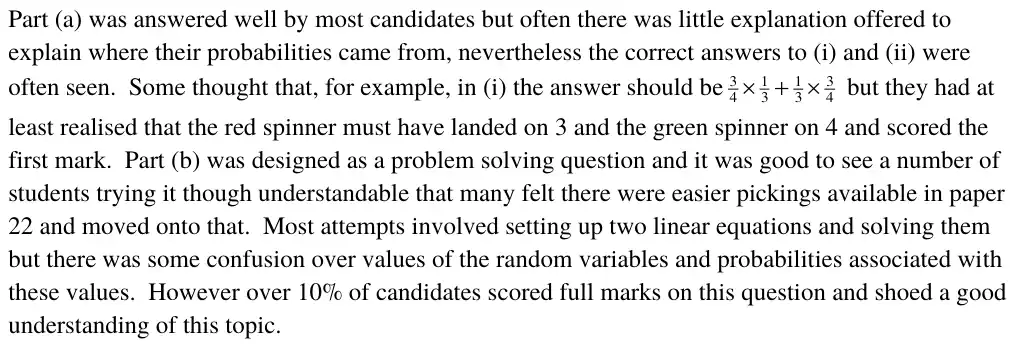 Part (a) was answered well by most candidates but often there was little explanation offered to
explain where their probabilities came from, nevertheless the correct answers to (i) and (ii) were
often seen.  Some thought that, for example, in (i) the answer should be 3/4 × 1/3 + 1/3 × 3/4 but they had at
least realised that the red spinner must have landed on 3 and the green spinner on 4 and scored the
first mark.  Part (b) was designed as a problem solving question and it was good to see a number of
students trying it though understandable that many felt there were easier pickings available in paper
22 and moved onto that.  Most attempts involved setting up two linear equations and solving them
but there was some confusion over values of the random variables and probabilities associated with
these values.  However over 10% of candidates scored full marks on this question and shoed a good
understanding of this topic.